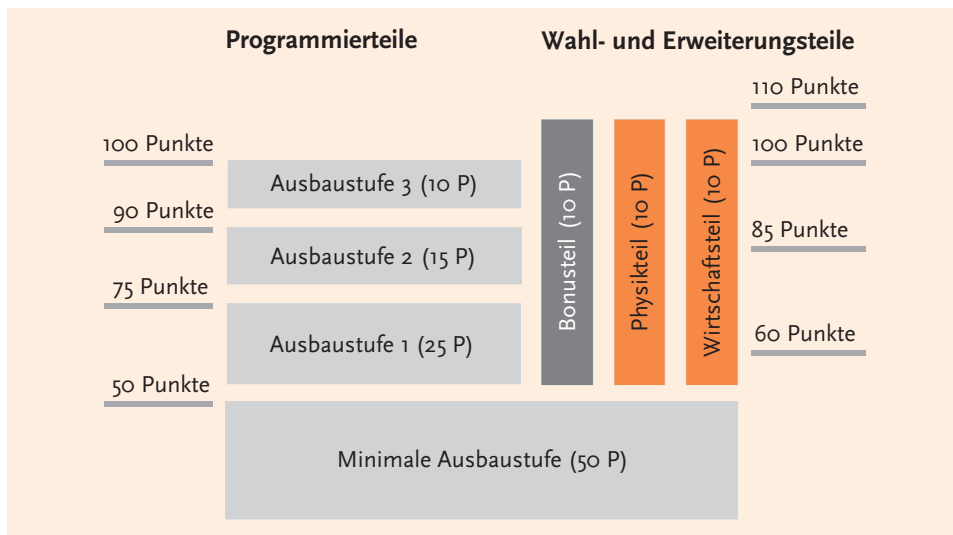 Programmierteile
Wahl- und Erweiterungsteile
110 Punkte
100 Punkte
100 Punkte
Ausbaustufe 3 (10 P)
90 Punkte
85 Punkte
Ausbaustufe 2 (15 P)
75 Punkte
Bonusteil (10 P)
Physikteil (10 P)
Wirtschaftsteil (10 P)
60 Punkte
Ausbaustufe 1 (25 P)
50 Punkte
Minimale Ausbaustufe (50 P)